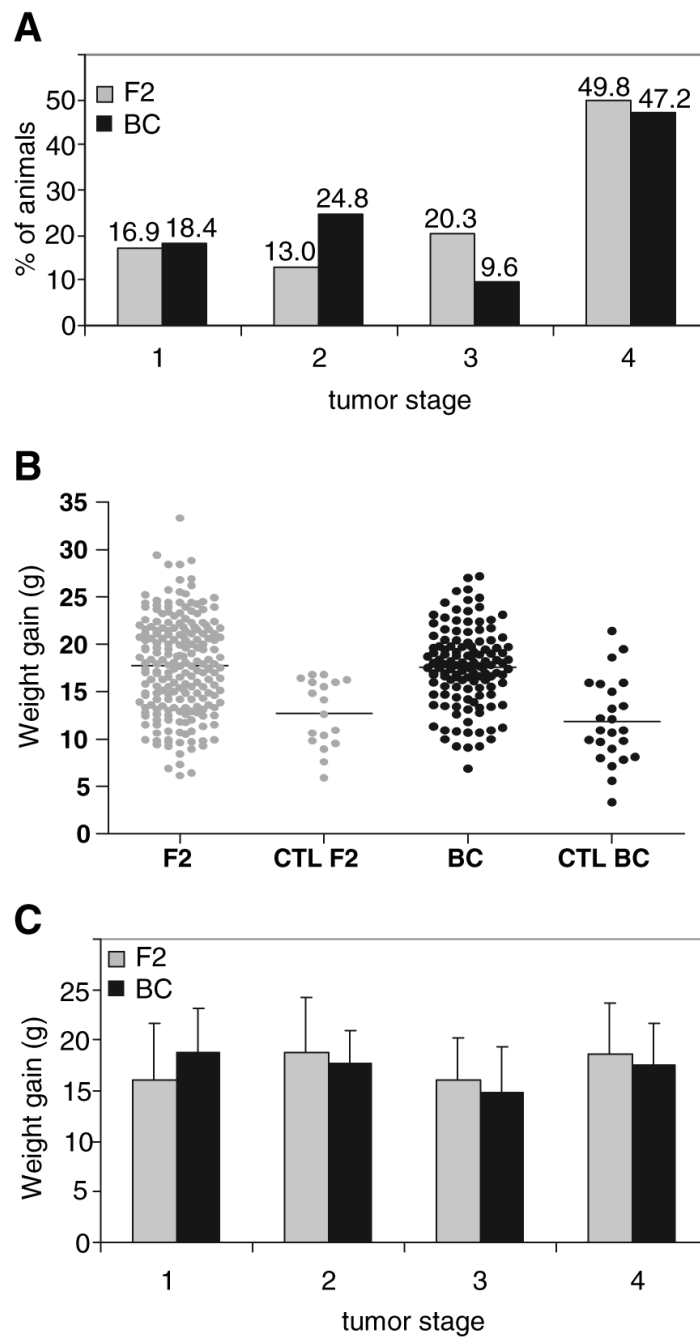 A
% of animals
F2
BC
50
40
30
20
10
0
16.9 18.4
13.0 24.8
20.3 9.6
49.8 47.2
1 2 3 4
tumor stage
B
Weight gain (g)
35
30
25
20
15
10
5
0
F2 CTL F2 BC CTL BC
C
Weight gain (g)
F2
BC
25
20
15
10
5
0
1 2 3 4
tumor stage